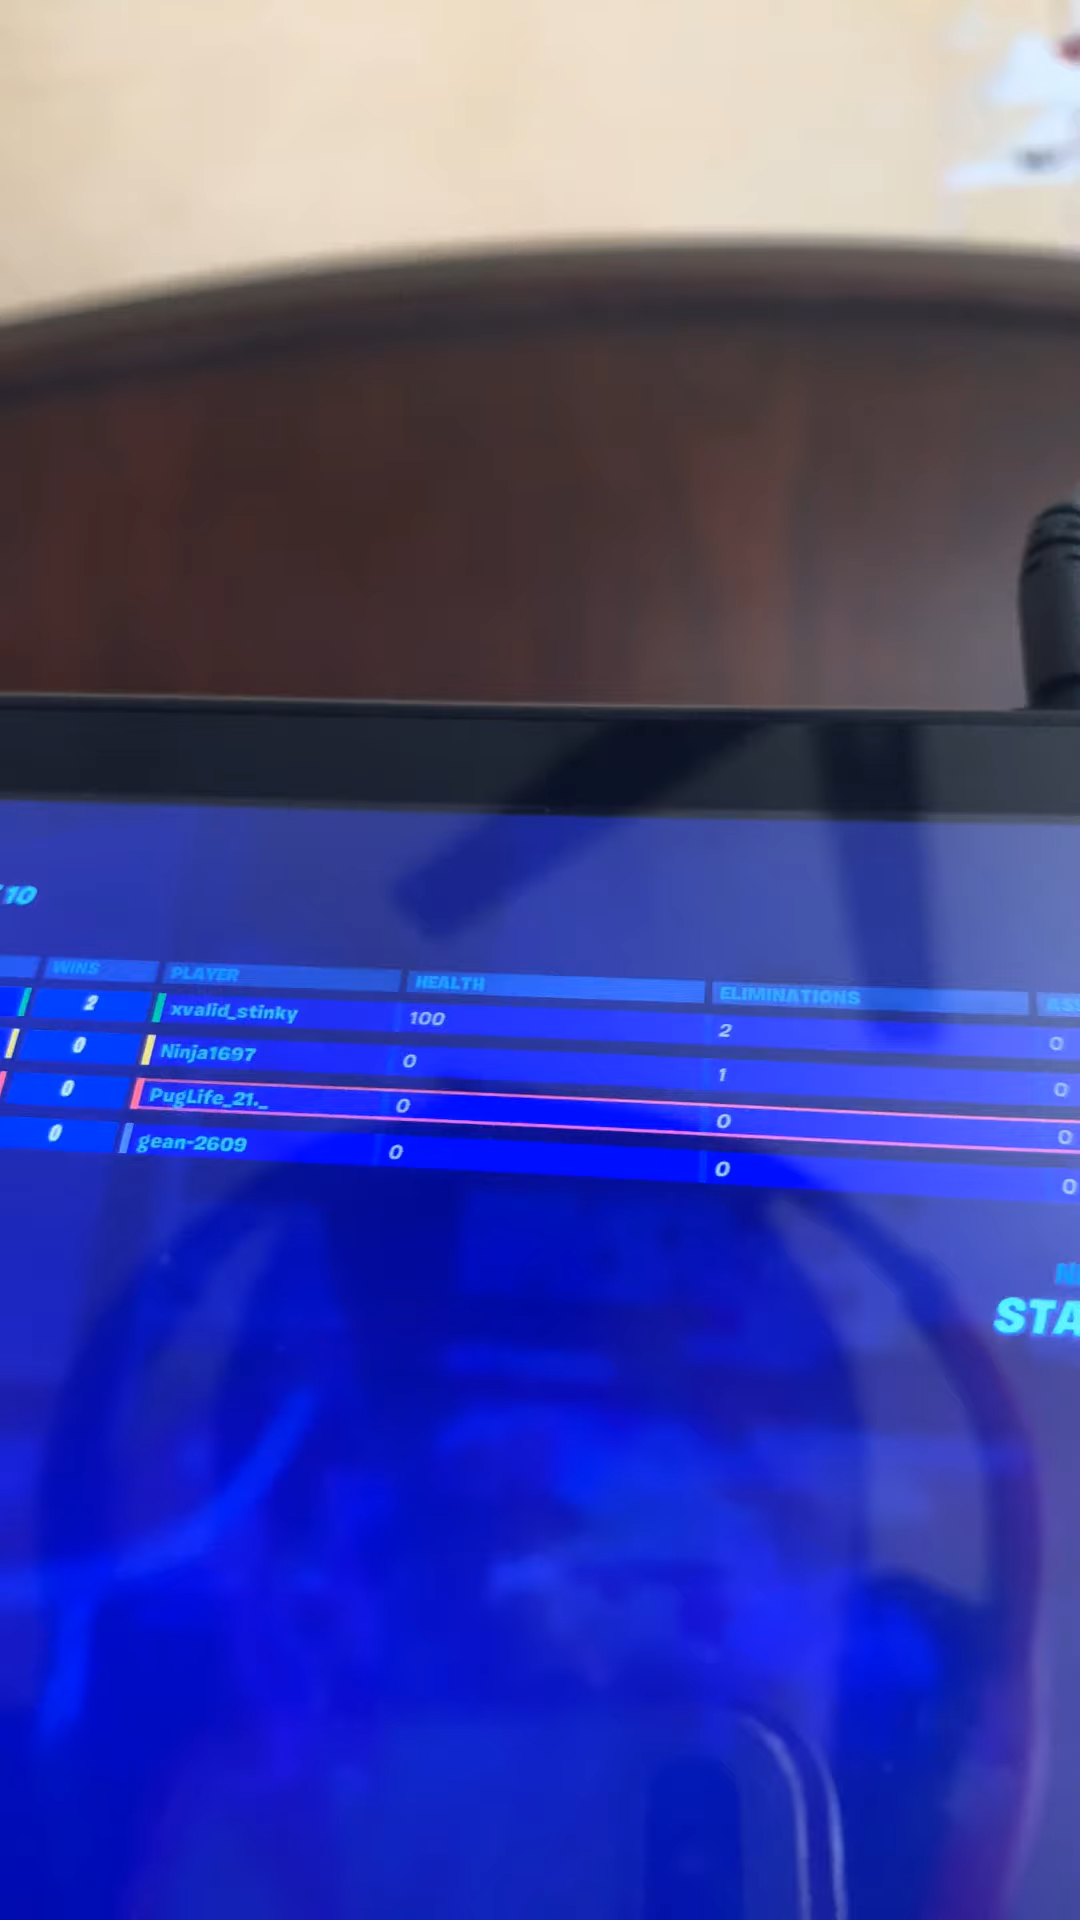 10
WINS PLAYER HEALTH ELIMINATIONS ASS
2 xvalid_stinky 100 2 0
0 Ninja1697 0 1 0
0 PugLife_21._ 0 0 0
0 gean-2609 0 0 0
STA